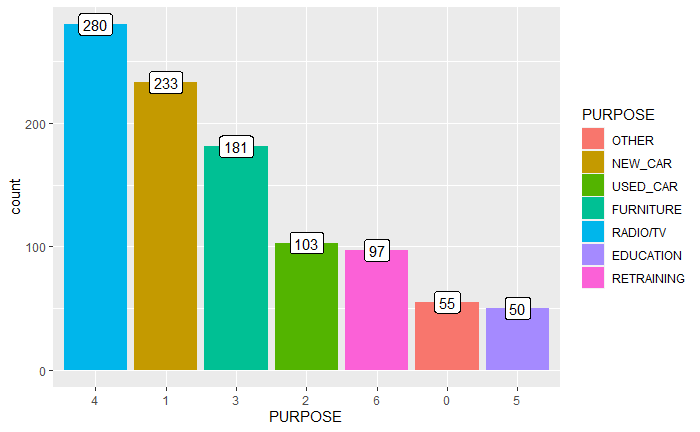 280
233
181
103
97
55
50
count
200
100
0
4 1 3 2 6 0 5
PURPOSE
PURPOSE
OTHER
NEW_CAR
USED_CAR
FURNITURE
RADIO/TV
EDUCATION
RETRAINING